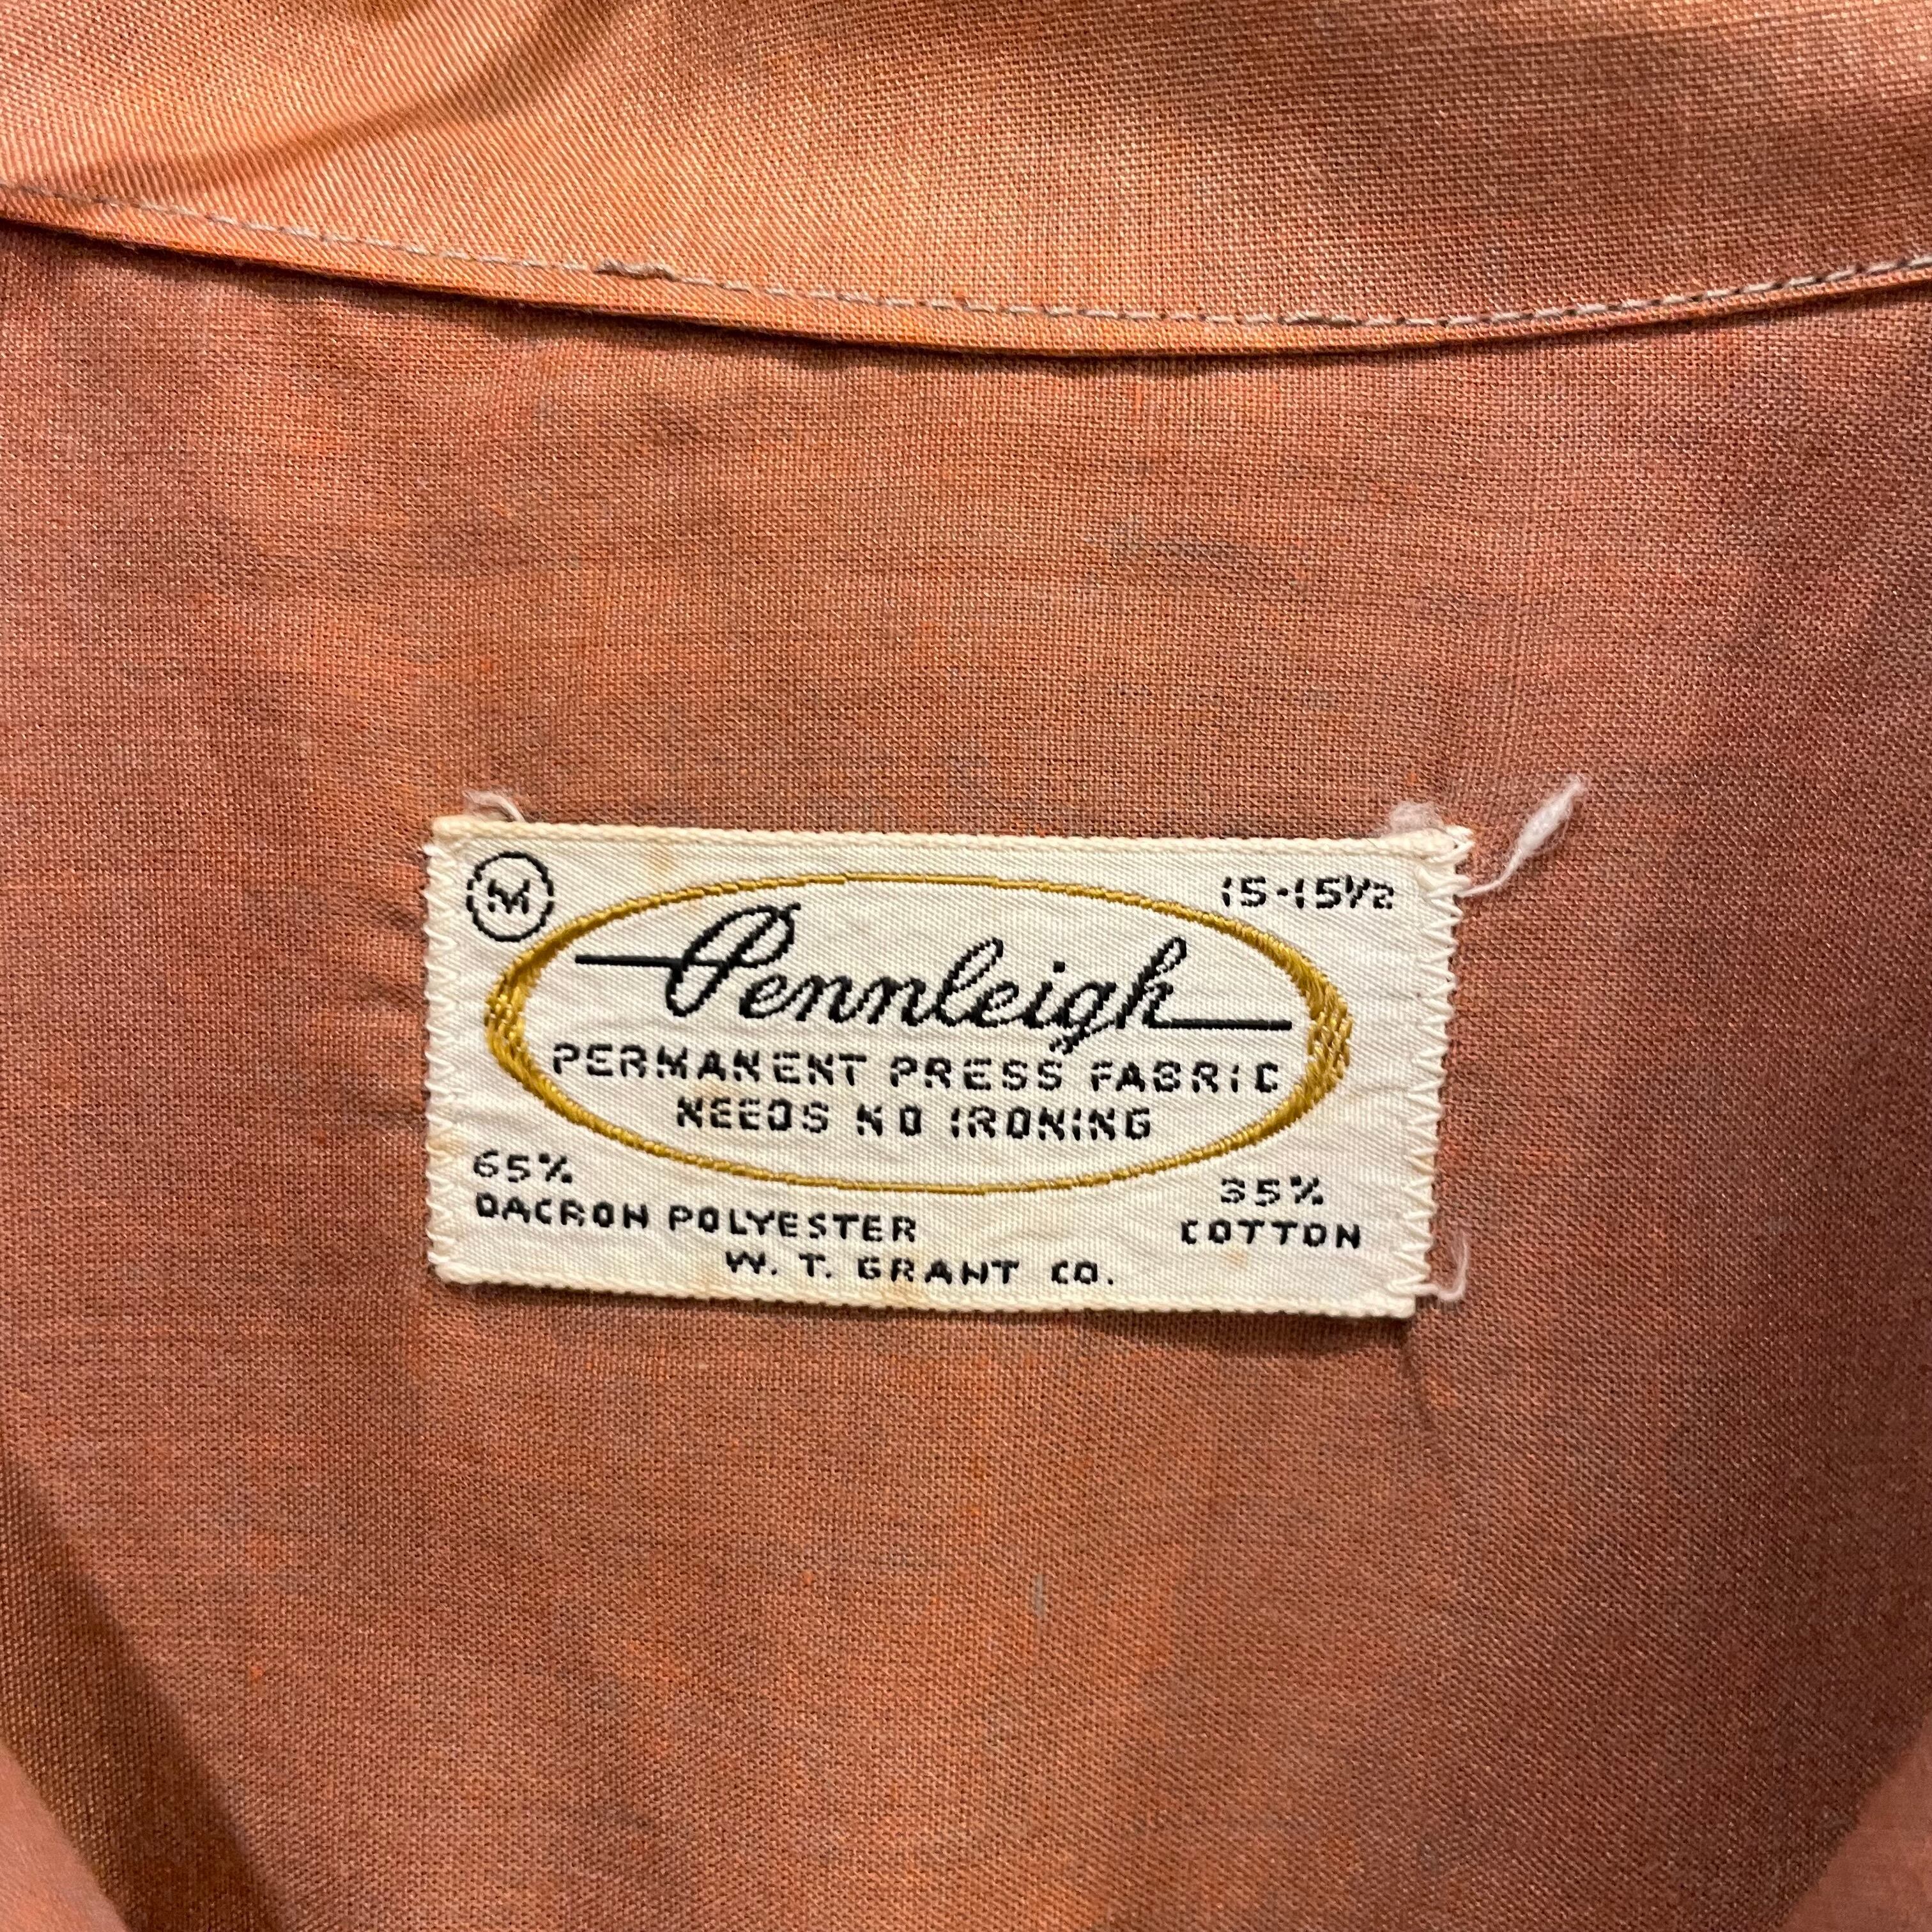 M 15-15½
Pennleigh
PERMANENT PRESS FABRIC
NEEDS NO IRONING
65% 35%
DACRON POLYESTER COTTON
W. T. GRANT CO.